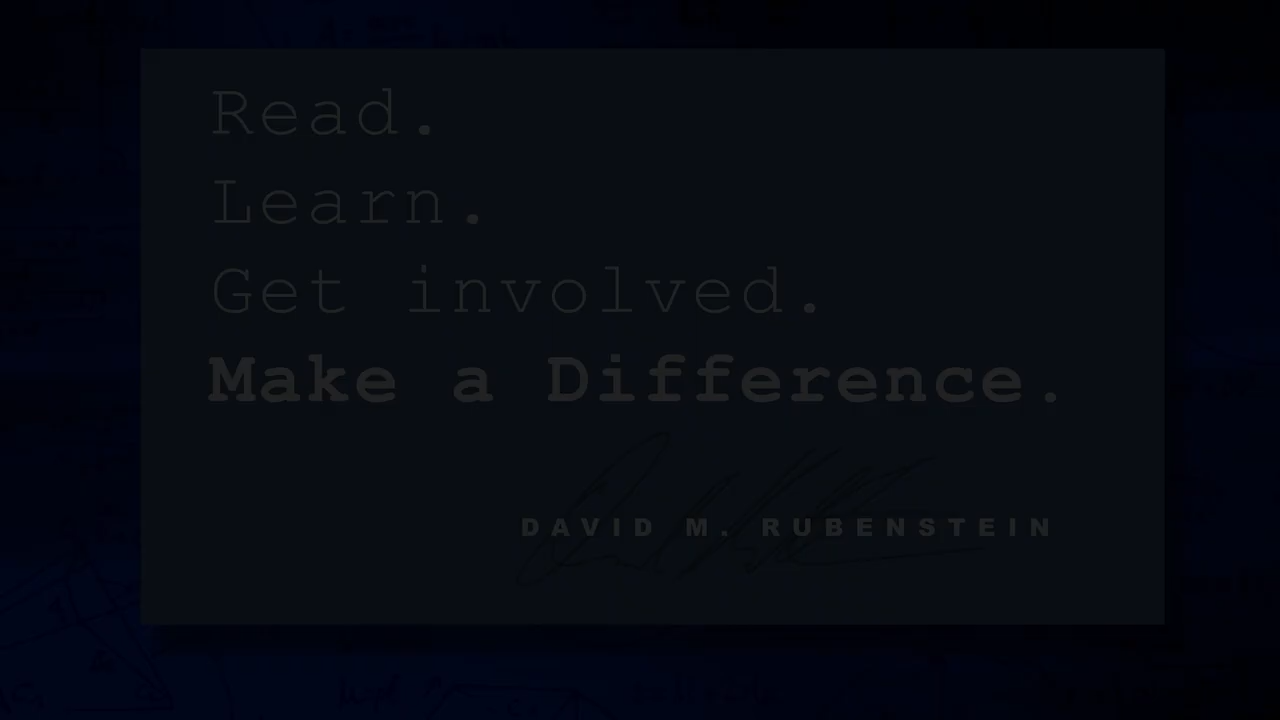 Read.
Learn.
Get involved.
Make a Difference.
DAVID M. RUBENSTEIN